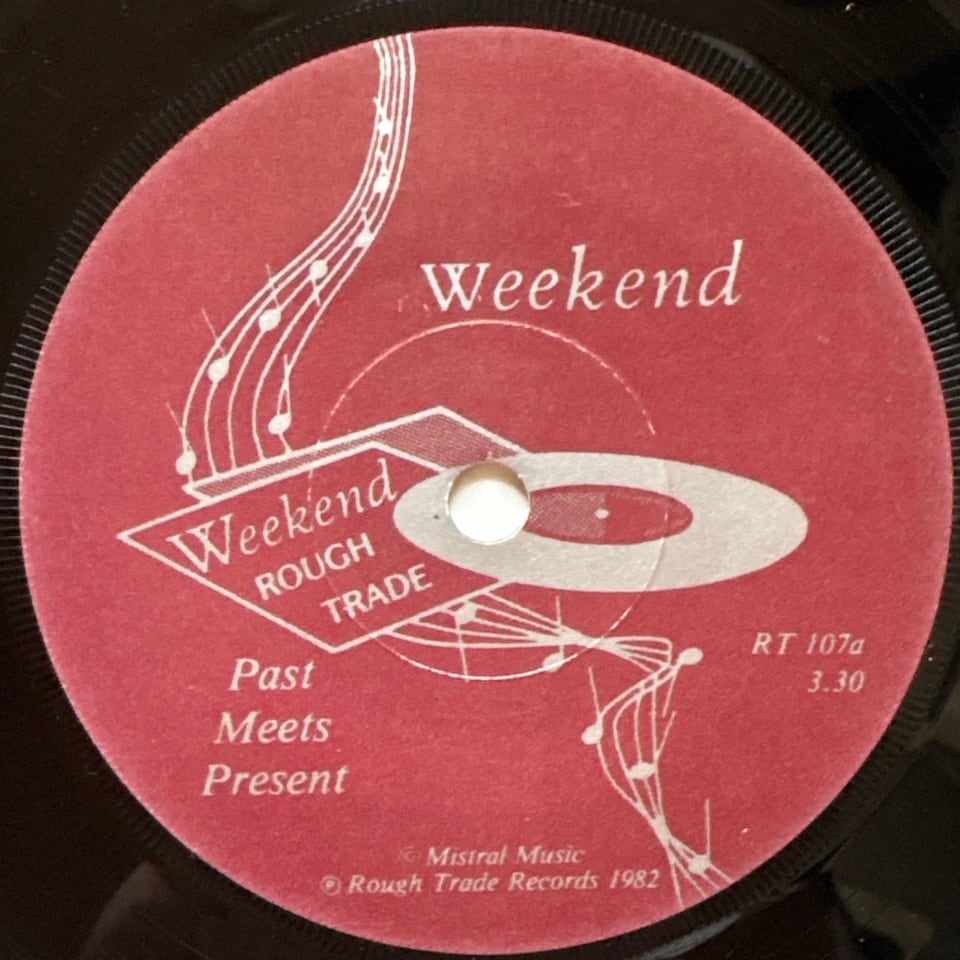 Weekend
Weekend
ROUGH
TRADE
RT 107a
3.30
Past
Meets
Present
© Mistral Music
℗ Rough Trade Records 1982